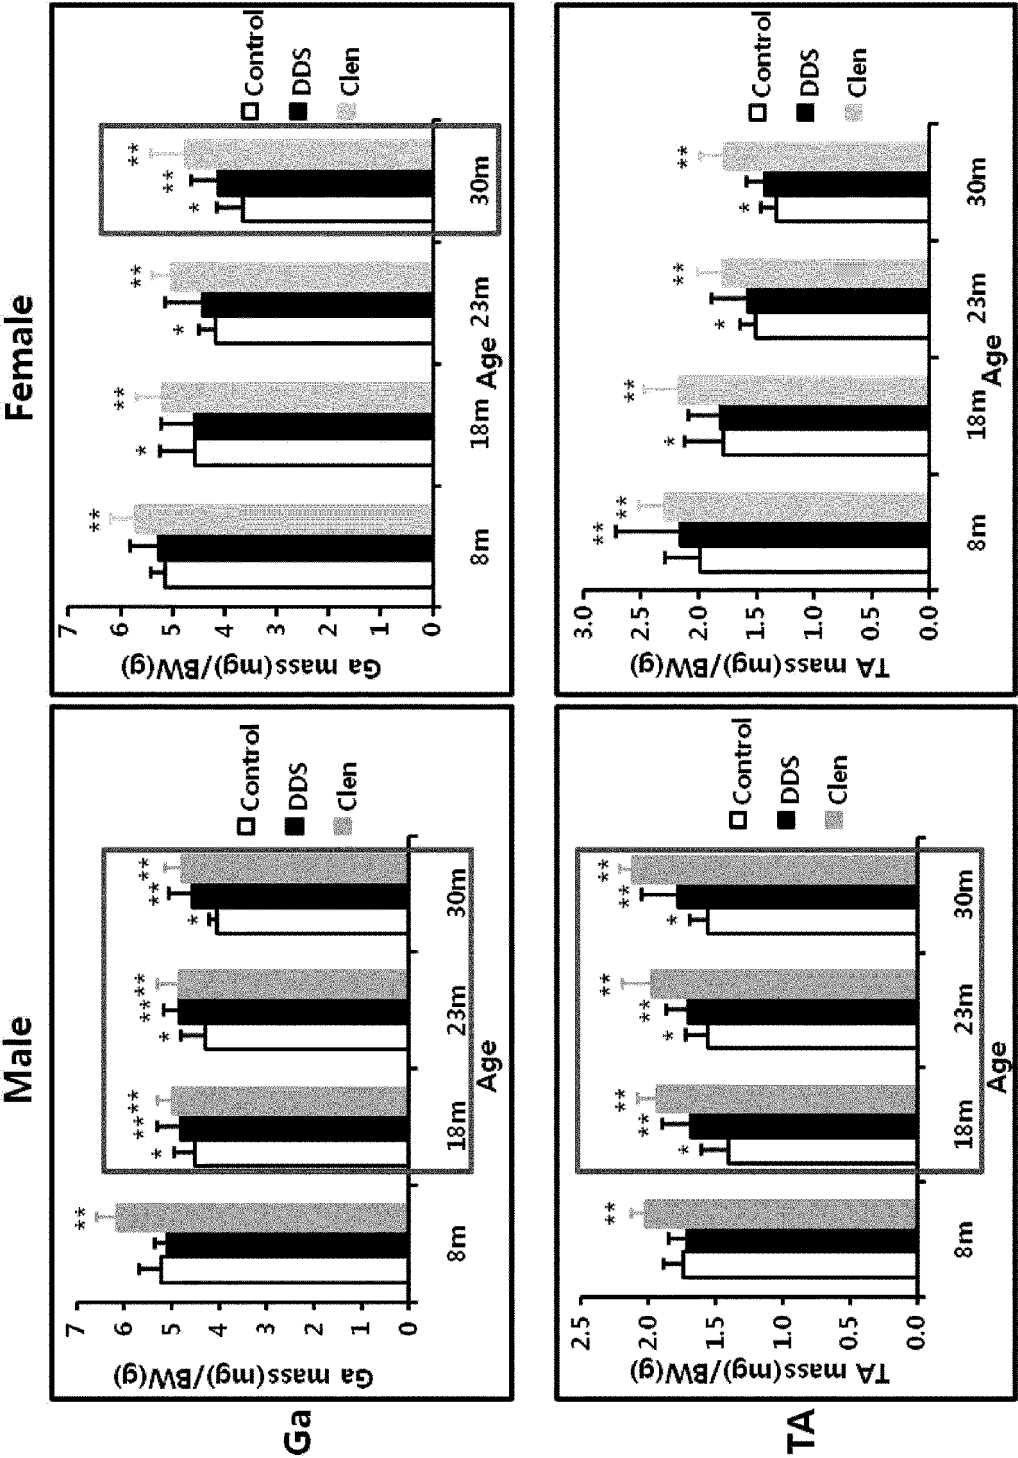 Male
Female
Ga
Ga mass(mg)/BW(g)
7
6
5
4
3
2
1
0
**
* ** **
* ** **
* ** **
8m 18m 23m 30m
Age
Control
DDS
Clen
Ga mass(mg)/BW(g)
7
6
5
4
3
2
1
0
**
* **
* **
* ** **
8m 18m 23m 30m
Age
Control
DDS
Clen
TA
TA mass(mg)/BW(g)
2.5
2.0
1.5
1.0
0.5
0.0
**
* ** **
* ** **
* ** **
8m 18m 23m 30m
Age
Control
DDS
Clen
TA mass(mg)/BW(g)
3.0
2.5
2.0
1.5
1.0
0.5
0.0
** **
* **
* **
* **
8m 18m 23m 30m
Age
Control
DDS
Clen